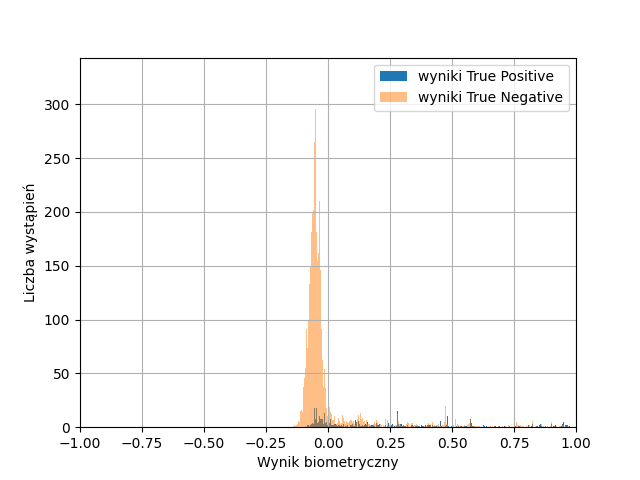 wyniki True Positive
wyniki True Negative
300
250
200
150
100
50
0
Liczba wystąpień
−1.00 −0.75 −0.50 −0.25 0.00 0.25 0.50 0.75 1.00
Wynik biometryczny